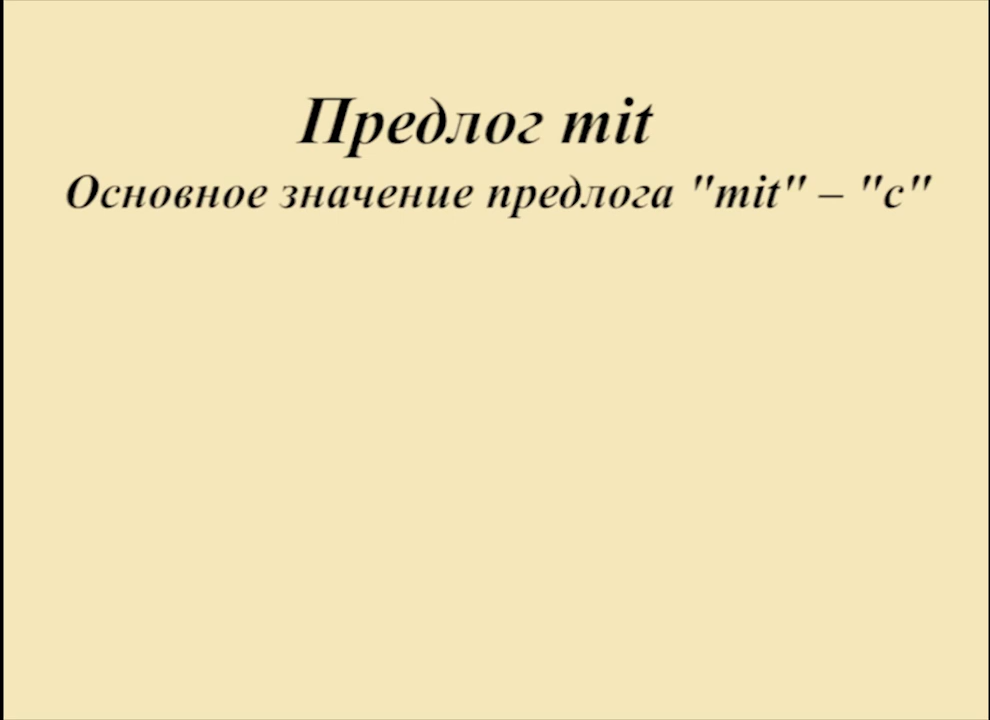 Предлог mit
Основное значение предлога "mit" – "с"